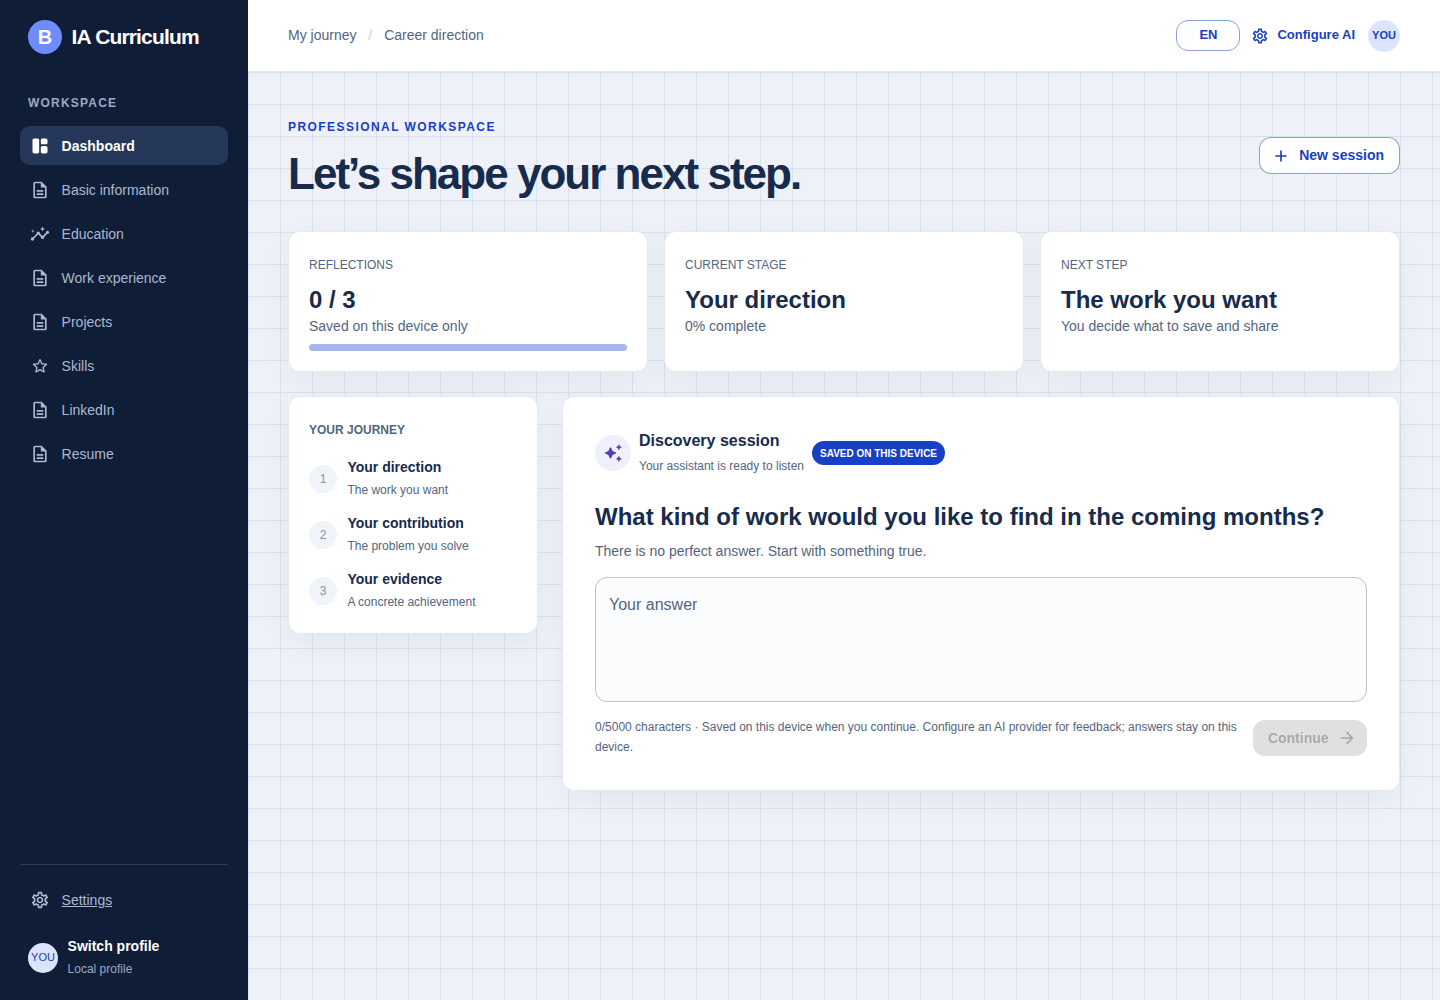 B IA Curriculum
WORKSPACE
Dashboard
Basic information
Education
Work experience
Projects
Skills
LinkedIn
Resume
Settings
YOU
Switch profile
Local profile
My journey / Career direction
EN
Configure AI
YOU
PROFESSIONAL WORKSPACE
Let’s shape your next step.
New session
REFLECTIONS
0 / 3
Saved on this device only
CURRENT STAGE
Your direction
0% complete
NEXT STEP
The work you want
You decide what to save and share
YOUR JOURNEY
1
Your direction
The work you want
2
Your contribution
The problem you solve
3
Your evidence
A concrete achievement
Discovery session
Your assistant is ready to listen
SAVED ON THIS DEVICE
What kind of work would you like to find in the coming months?
There is no perfect answer. Start with something true.
Your answer
0/5000 characters · Saved on this device when you continue. Configure an AI provider for feedback; answers stay on this
device.
Continue